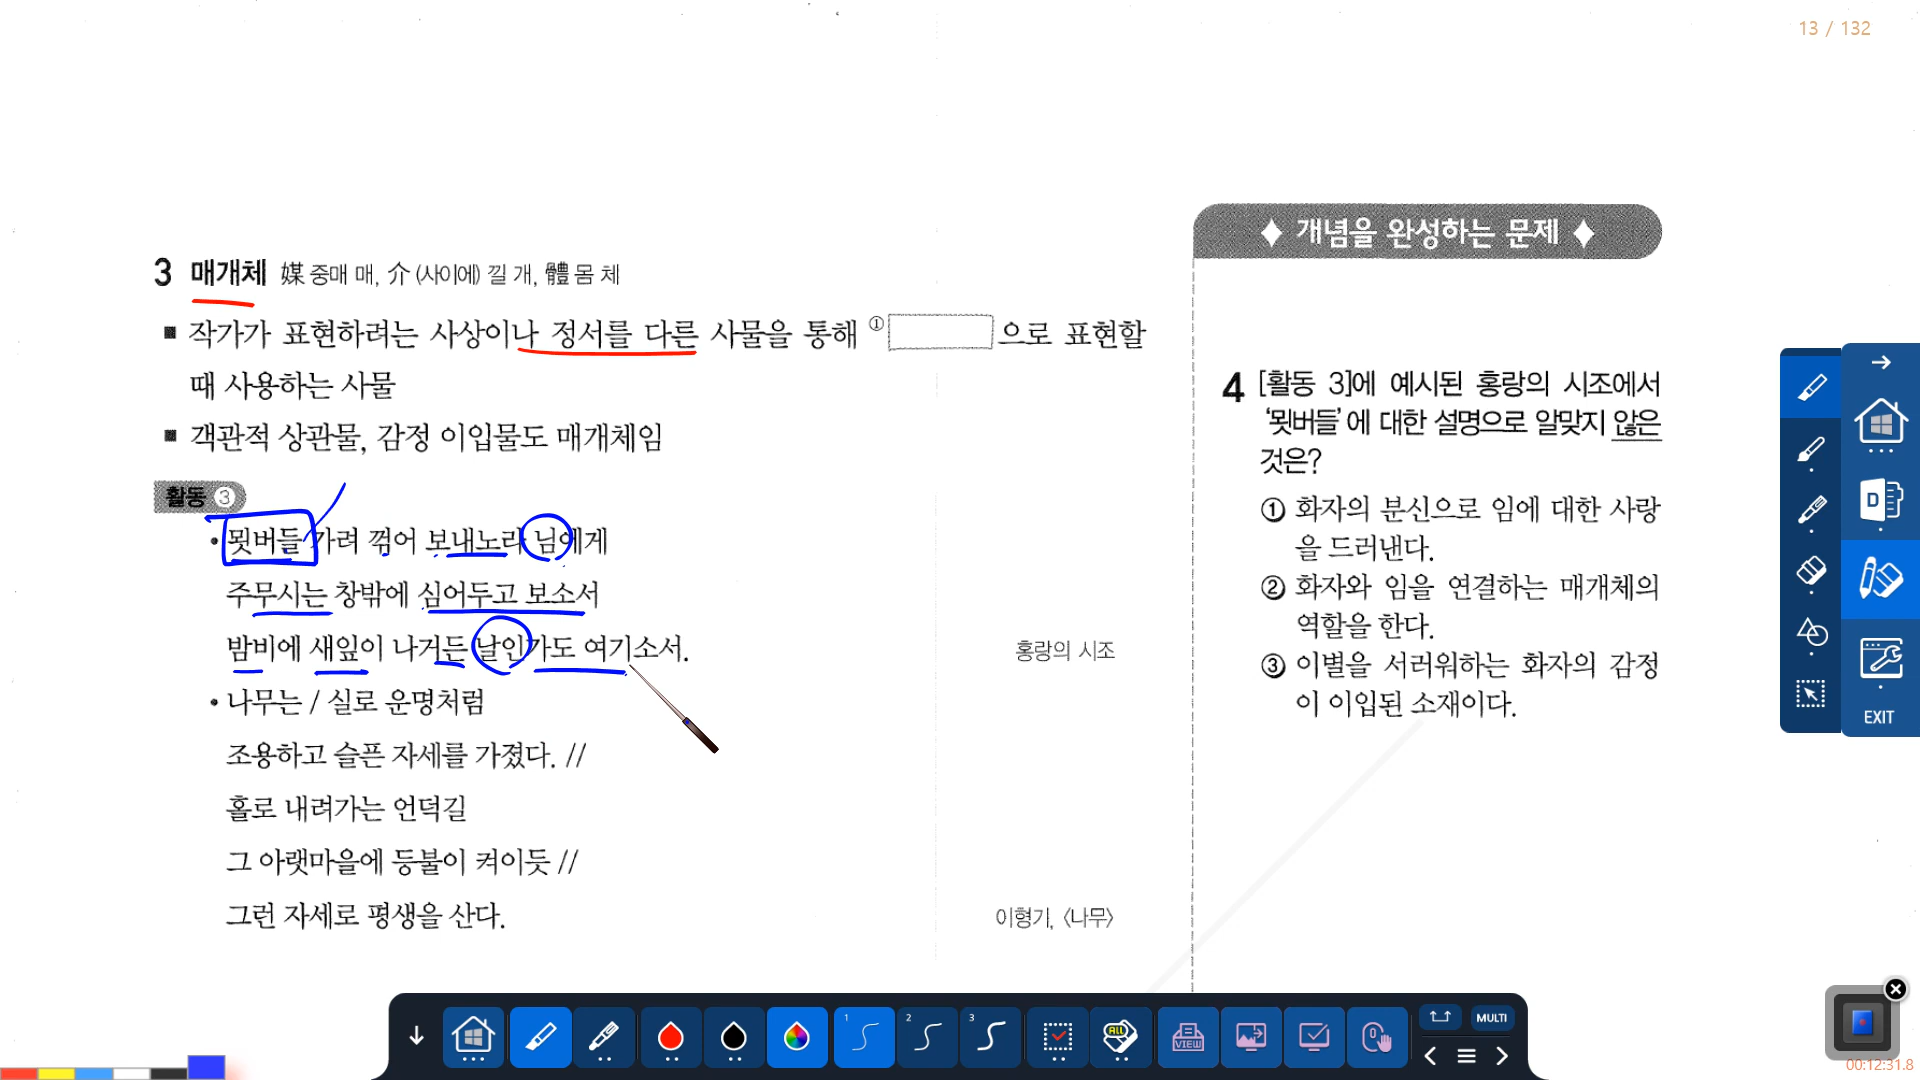 13 / 132
3 매개체 媒 중매 매, 介 (사이에) 낄 개, 體 몸 체
■ 작가가 표현하려는 사상이나 정서를 다른 사물을 통해 ① 으로 표현할
때 사용하는 사물
■ 객관적 상관물, 감정 이입물도 매개체임
활동 3
• 묏버들 가려 꺾어 보내노라 님에게
주무시는 창밖에 심어두고 보소서
밤비에 새잎이 나거든 날인가도 여기소서.
홍랑의 시조
• 나무는 / 실로 운명처럼
조용하고 슬픈 자세를 가졌다. //
홀로 내려가는 언덕길
그 아랫마을에 등불이 켜이듯 //
그런 자세로 평생을 산다.
이형기, 〈나무〉
♦ 개념을 완성하는 문제 ♦
4 [활동 3]에 예시된 홍랑의 시조에서
‘묏버들’에 대한 설명으로 알맞지 않은
것은?
① 화자의 분신으로 임에 대한 사랑
을 드러낸다.
② 화자와 임을 연결하는 매개체의
역할을 한다.
③ 이별을 서러워하는 화자의 감정
이 이입된 소재이다.
D
EXIT
1
2
3
ALL
VIEW
0
MULTI
00:12:31.8